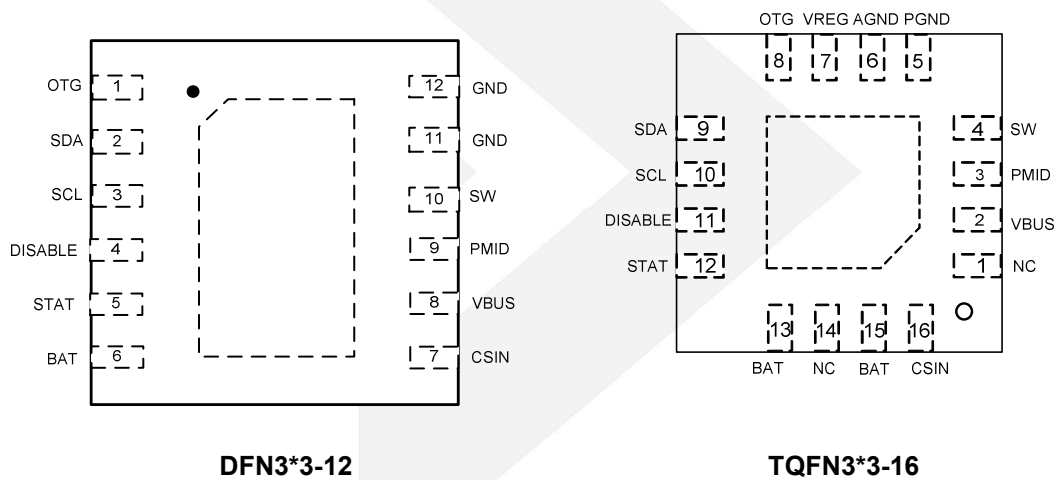 OTG 1 12 GND
SDA 2 11 GND
SCL 3 10 SW
DISABLE 4 9 PMID
STAT 5 8 VBUS
BAT 6 7 CSIN
DFN3*3-12
OTG VREG AGND PGND
8 7 6 5
SDA 9 4 SW
SCL 10 3 PMID
DISABLE 11 2 VBUS
STAT 12 1 NC
13 14 15 16
BAT NC BAT CSIN
TQFN3*3-16